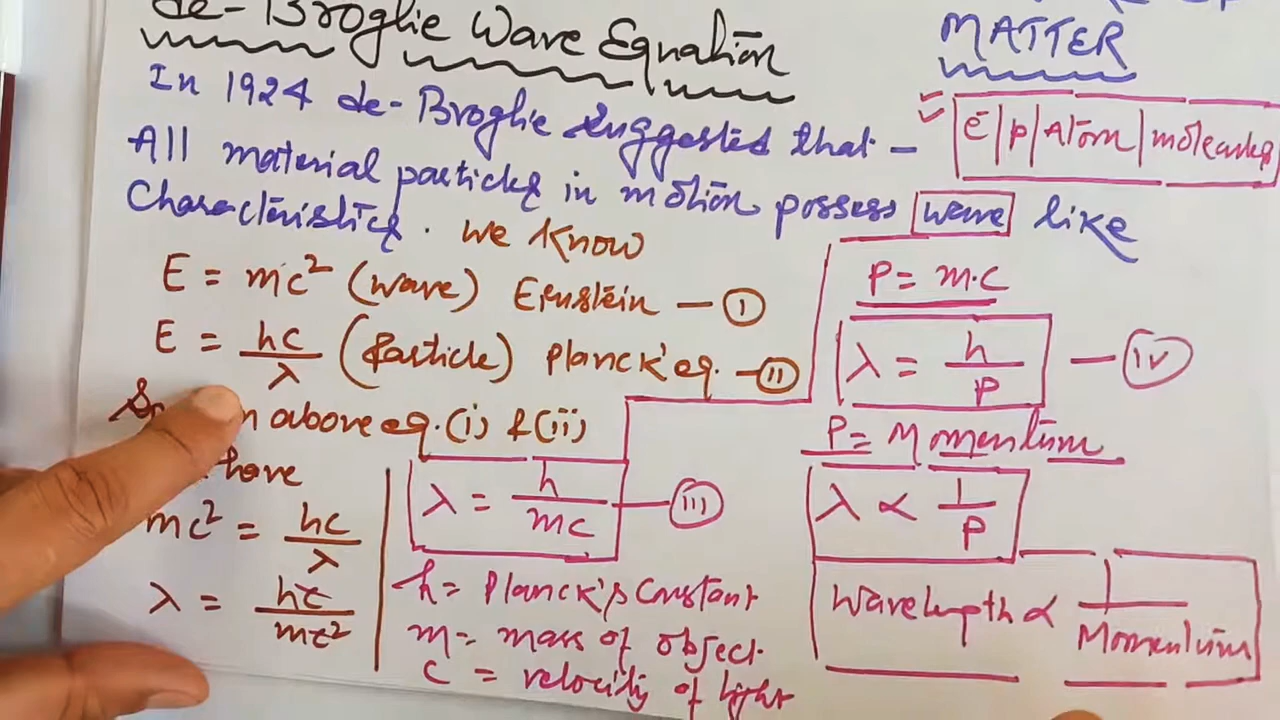 de-Broglie Wave Equation
MATTER
In 1924 de-Broglie Suggested that –
e̅ | p | Atom | molecules
All material particles in motion possess wave like
Characteristics. we know
E = mc² (wave) Einstein — (i)
E = hc/λ (Particle) Planck's eq. — (ii)
above eq. (i) & (ii)
have
mc² = hc/λ
λ = hc/mc²
λ = h/mc — (iii)
h = Planck's Constant
m = mass of object.
C = velocity of light
P = m.c
λ = h/P — (iv)
P = Momentum
λ ∝ 1/P
Wavelength ∝ 1/Momentum